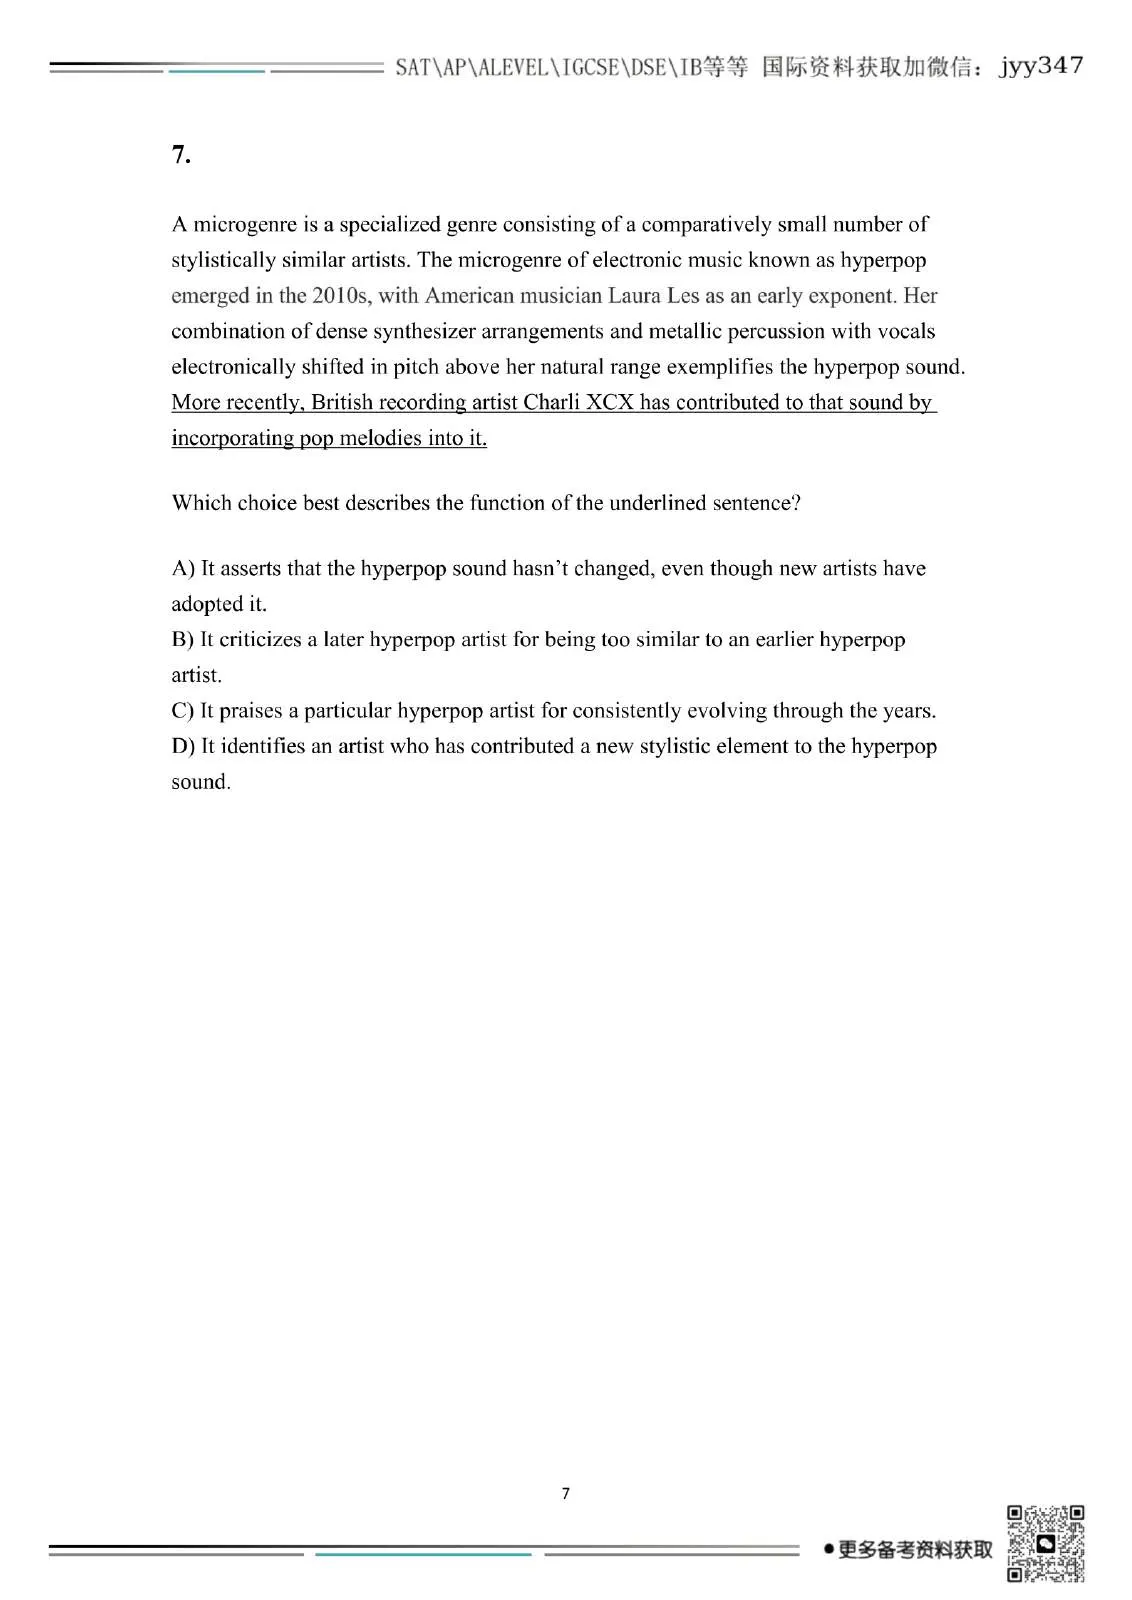 SAT\AP\ALEVEL\IGCSE\DSE\IB等等 国际资料获取加微信：jyy347
7.
A microgenre is a specialized genre consisting of a comparatively small number of
stylistically similar artists. The microgenre of electronic music known as hyperpop
emerged in the 2010s, with American musician Laura Les as an early exponent. Her
combination of dense synthesizer arrangements and metallic percussion with vocals
electronically shifted in pitch above her natural range exemplifies the hyperpop sound.
More recently, British recording artist Charli XCX has contributed to that sound by
incorporating pop melodies into it.
Which choice best describes the function of the underlined sentence?
A) It asserts that the hyperpop sound hasn’t changed, even though new artists have
adopted it.
B) It criticizes a later hyperpop artist for being too similar to an earlier hyperpop
artist.
C) It praises a particular hyperpop artist for consistently evolving through the years.
D) It identifies an artist who has contributed a new stylistic element to the hyperpop
sound.
7
●更多备考资料获取